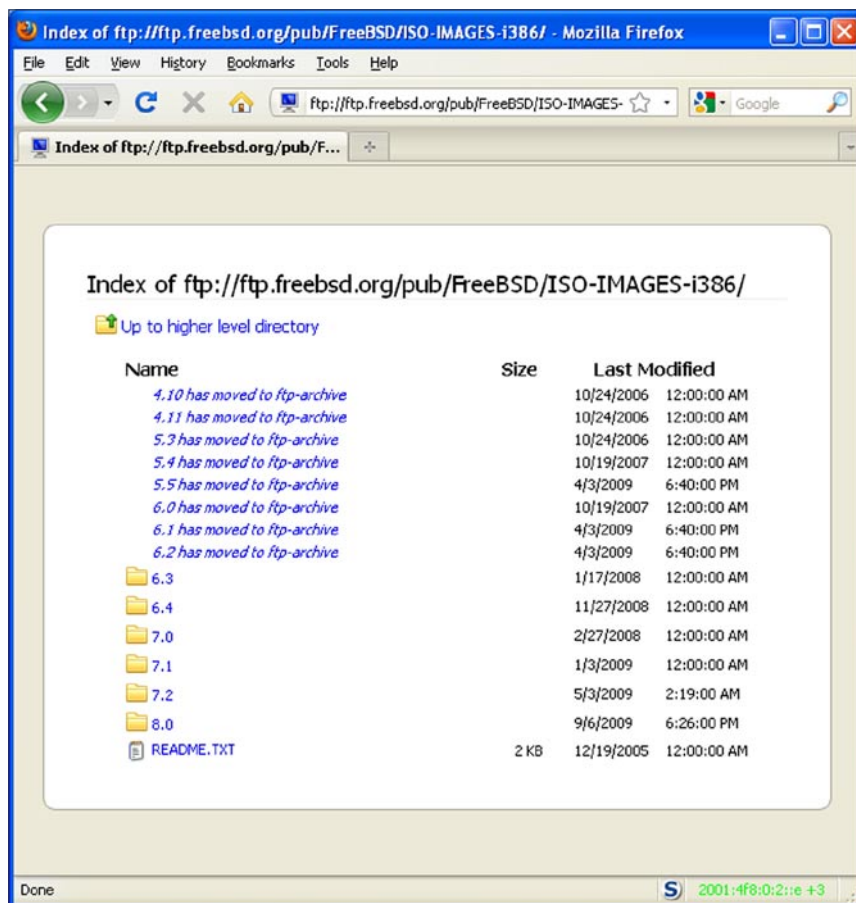 Index of ftp://ftp.freebsd.org/pub/FreeBSD/ISO-IMAGES-i386/ - Mozilla Firefox
File Edit View History Bookmarks Tools Help
ftp://ftp.freebsd.org/pub/FreeBSD/ISO-IMAGES- Google
Index of ftp://ftp.freebsd.org/pub/F...
Index of ftp://ftp.freebsd.org/pub/FreeBSD/ISO-IMAGES-i386/
Up to higher level directory
Name Size Last Modified
4.10 has moved to ftp-archive 10/24/2006 12:00:00 AM
4.11 has moved to ftp-archive 10/24/2006 12:00:00 AM
5.3 has moved to ftp-archive 10/24/2006 12:00:00 AM
5.4 has moved to ftp-archive 10/19/2007 12:00:00 AM
5.5 has moved to ftp-archive 4/3/2009 6:40:00 PM
6.0 has moved to ftp-archive 10/19/2007 12:00:00 AM
6.1 has moved to ftp-archive 4/3/2009 6:40:00 PM
6.2 has moved to ftp-archive 4/3/2009 6:40:00 PM
6.3 1/17/2008 12:00:00 AM
6.4 11/27/2008 12:00:00 AM
7.0 2/27/2008 12:00:00 AM
7.1 1/3/2009 12:00:00 AM
7.2 5/3/2009 2:19:00 AM
8.0 9/6/2009 6:26:00 PM
README.TXT 2 KB 12/19/2005 12:00:00 AM
Done S 2001:4f8:0:2::e +3